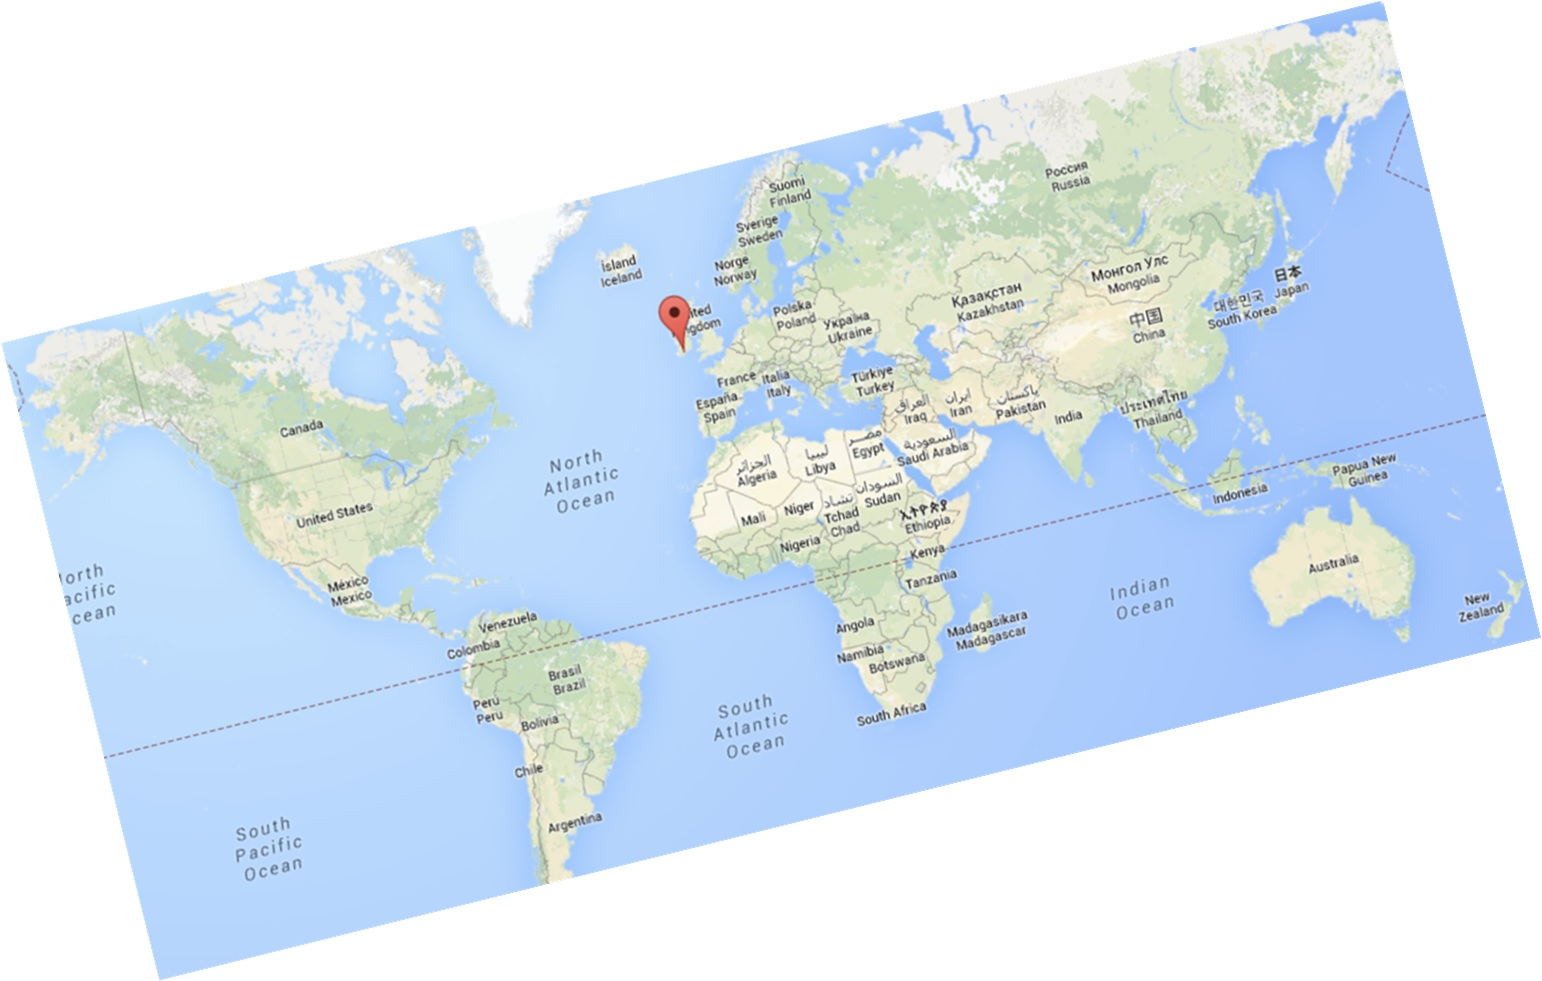 Suomi
Finland
Россия
Russia
Sverige
Sweden
Ísland
Iceland
Norge
Norway
Монгол Улс
Mongolia
日本
Japan
Қазақстан
Kazakhstan
대한민국
South Korea
Polska
Poland
Україна
Ukraine
中国
China
France
Italia
Italy
Türkiye
Turkey
España
Spain
العراق
Iraq
ایران
Iran
پاکستان
Pakistan
India
ประเทศไทย
Thailand
Canada
North
Atlantic
Ocean
الجزائر
Algeria
ليبيا
Libya
مصر
Egypt
السعودية
Saudi Arabia
United States
Mali
Niger
تشاد
Tchad
Chad
السودان
Sudan
ኢትዮጵያ
Ethiopia
Nigeria
Kenya
Tanzania
Indonesia
Papua New
Guinea
Australia
Indian
Ocean
New
Zealand
México
Mexico
orth
acific
cean
Venezuela
Colombia
Brasil
Brazil
Perú
Peru
Bolivia
Chile
Argentina
Angola
Namibia
Botswana
Madagasikara
Madagascar
South Africa
South
Atlantic
Ocean
South
Pacific
Ocean